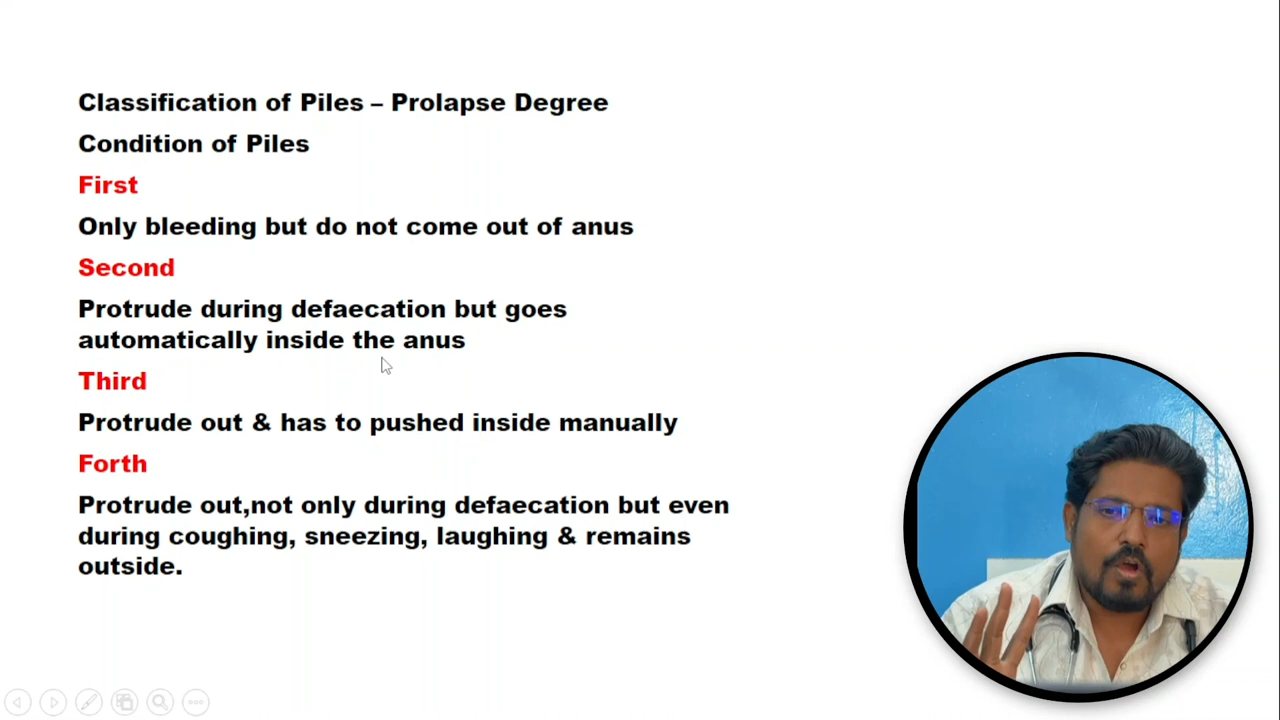 Classification of Piles – Prolapse Degree
Condition of Piles
First
Only bleeding but do not come out of anus
Second
Protrude during defaecation but goes
automatically inside the anus
Third
Protrude out & has to pushed inside manually
Forth
Protrude out,not only during defaecation but even
during coughing, sneezing, laughing & remains
outside.